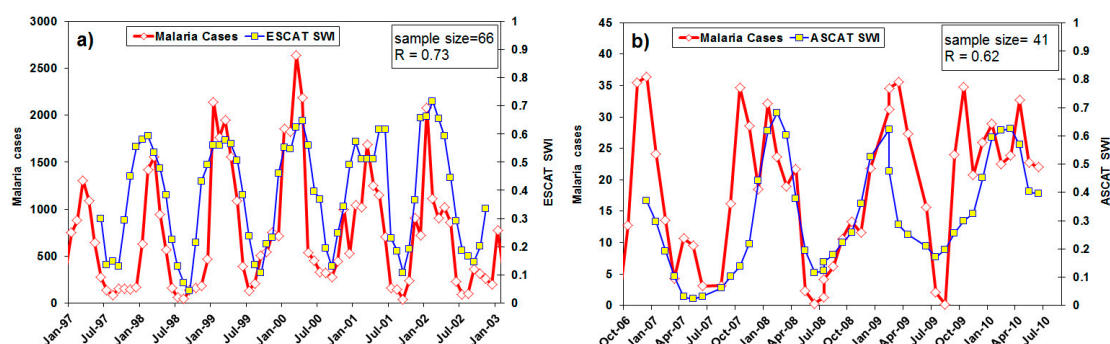 a)
Malaria Cases ESCAT SWI
sample size=66
R = 0.73
Malaria cases
3000
2500
2000
1500
1000
500
0
ESCAT SWI
1
0.9
0.8
0.7
0.6
0.5
0.4
0.3
0.2
0.1
0
Jan-97
Jul-97
Jan-98
Jul-98
Jan-99
Jul-99
Jan-00
Jul-00
Jan-01
Jul-01
Jan-02
Jul-02
Jan-03
b)
Malaria Cases ASCAT SWI
sample size= 41
R = 0.62
Malaria cases
45
40
35
30
25
20
15
10
5
0
ASCAT SWI
1
0.9
0.8
0.7
0.6
0.5
0.4
0.3
0.2
0.1
0
Oct-06
Jan-07
Apr-07
Jul-07
Oct-07
Jan-08
Apr-08
Jul-08
Oct-08
Jan-09
Apr-09
Jul-09
Oct-09
Jan-10
Apr-10
Jul-10